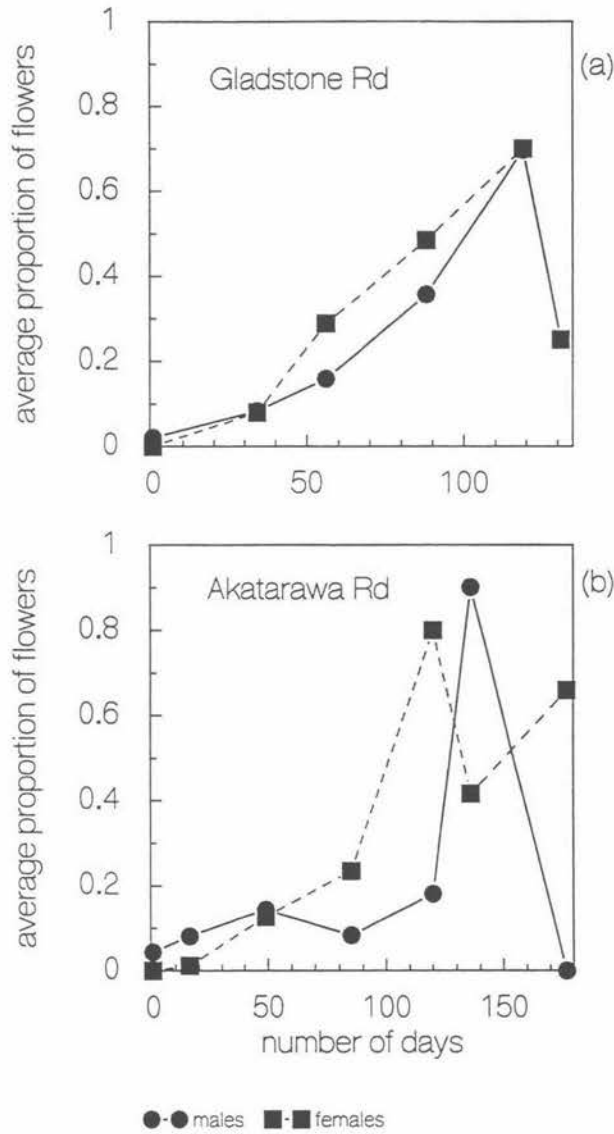 1
0.8
0.6
0.4
0.2
0
average proportion of flowers
Gladstone Rd
(a)
0 50 100
1
0.8
0.6
0.4
0.2
0
average proportion of flowers
Akatarawa Rd
(b)
0 50 100 150
number of days
males females